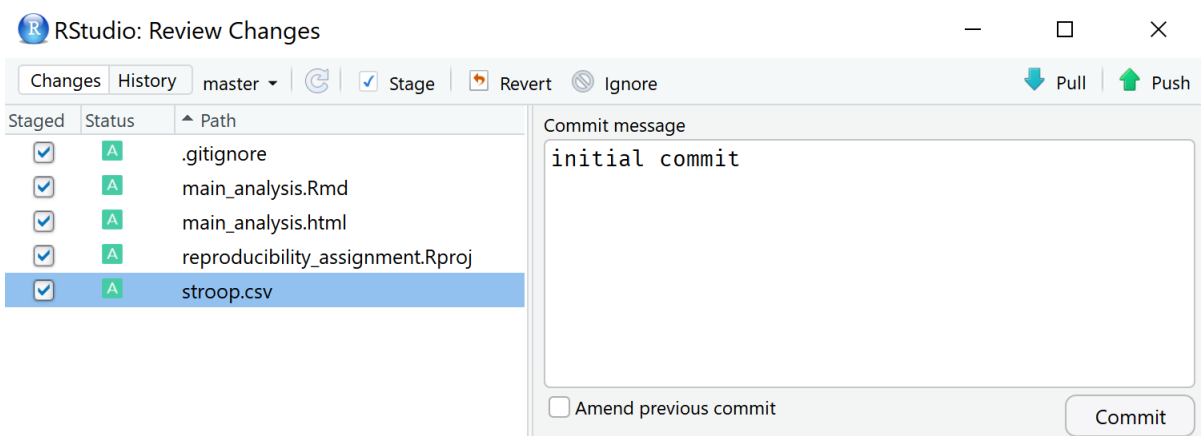 R RStudio: Review Changes
Changes History master Stage Revert Ignore Pull Push
Staged Status Path
A .gitignore
A main_analysis.Rmd
A main_analysis.html
A reproducibility_assignment.Rproj
A stroop.csv
Commit message
initial commit
Amend previous commit
Commit